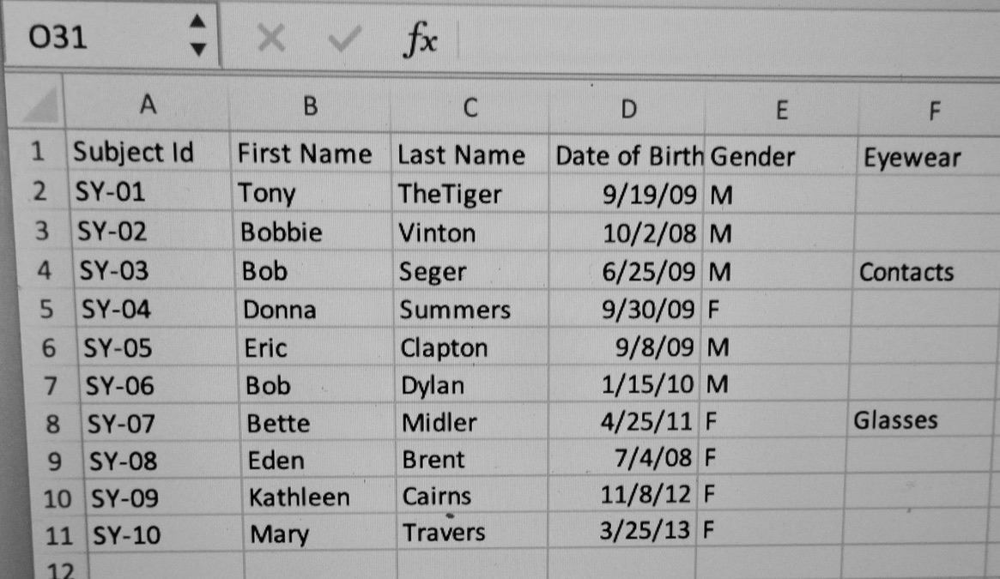 O31 fx
A B C D E F
1 Subject Id First Name Last Name Date of Birth Gender Eyewear
2 SY-01 Tony TheTiger 9/19/09 M
3 SY-02 Bobbie Vinton 10/2/08 M
4 SY-03 Bob Seger 6/25/09 M Contacts
5 SY-04 Donna Summers 9/30/09 F
6 SY-05 Eric Clapton 9/8/09 M
7 SY-06 Bob Dylan 1/15/10 M
8 SY-07 Bette Midler 4/25/11 F Glasses
9 SY-08 Eden Brent 7/4/08 F
10 SY-09 Kathleen Cairns 11/8/12 F
11 SY-10 Mary Travers 3/25/13 F
12